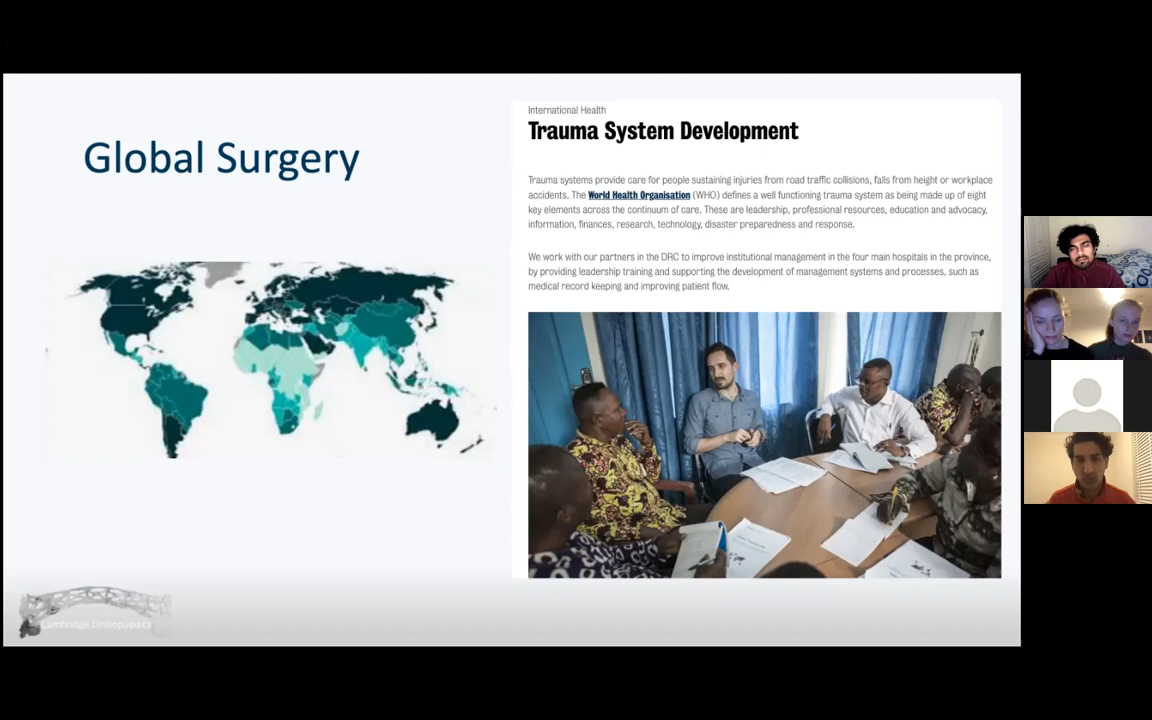 Global Surgery
International Health
Trauma System Development
Trauma systems provide care for people sustaining injuries from road traffic collisions, falls from height or workplace
accidents. The World Health Organisation (WHO) defines a well functioning trauma system as being made up of eight
key elements across the continuum of care. These are leadership, professional resources, education and advocacy,
information, finances, research, technology, disaster preparedness and response.
We work with our partners in the DRC to improve institutional management in the four main hospitals in the province,
by providing leadership training and supporting the development of management systems and processes, such as
medical record keeping and improving patient flow.
Cambridge Orthopaedics